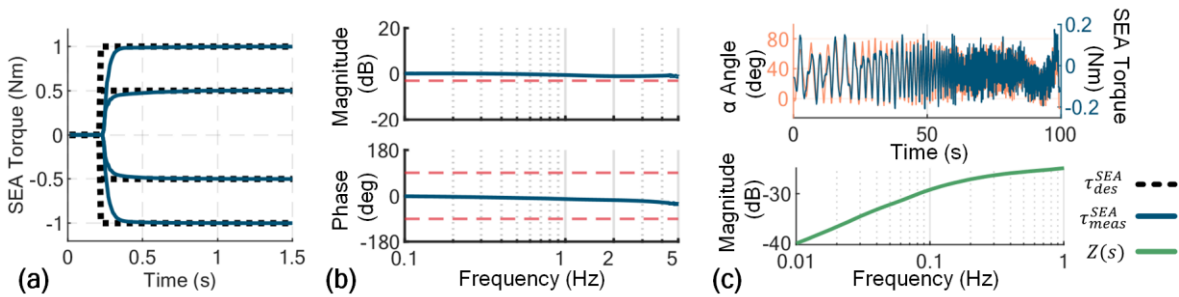 SEA Torque (Nm)
1
0.5
0
-0.5
-1
0
0.5
1
1.5
Time (s)
(a)
Magnitude
(dB)
20
0
-20
Phase
(deg)
180
0
-180
0.1
1
5
Frequency (Hz)
(b)
α Angle
(deg)
80
40
0
0.2
0
-0.2
SEA Torque
(Nm)
0
50
100
Time (s)
Magnitude
(dB)
-30
-40
0.01
0.1
1
Frequency (Hz)
(c)
τ_des^SEA
τ_meas^SEA
Z(s)